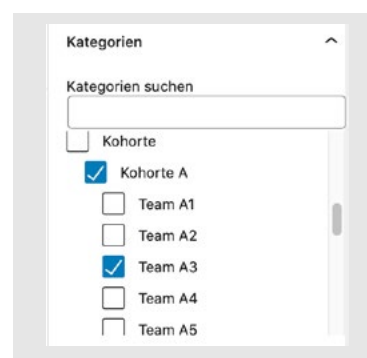 Kategorien
Kategorien suchen
Kohorte
Kohorte A
Team A1
Team A2
Team A3
Team A4
Team A5